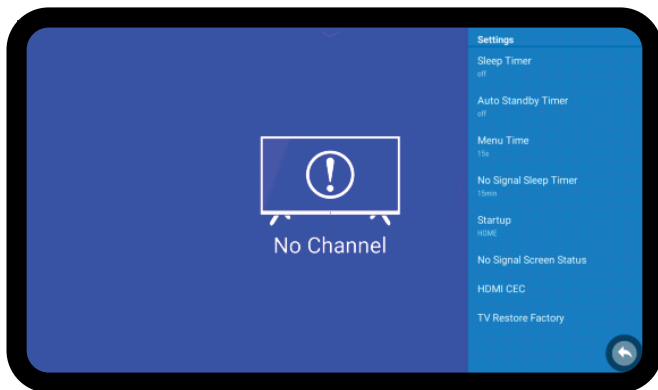 No Channel
Settings
Sleep Timer
off
Auto Standby Timer
off
Menu Time
15s
No Signal Sleep Timer
15min
Startup
HOME
No Signal Screen Status
HDMI CEC
TV Restore Factory